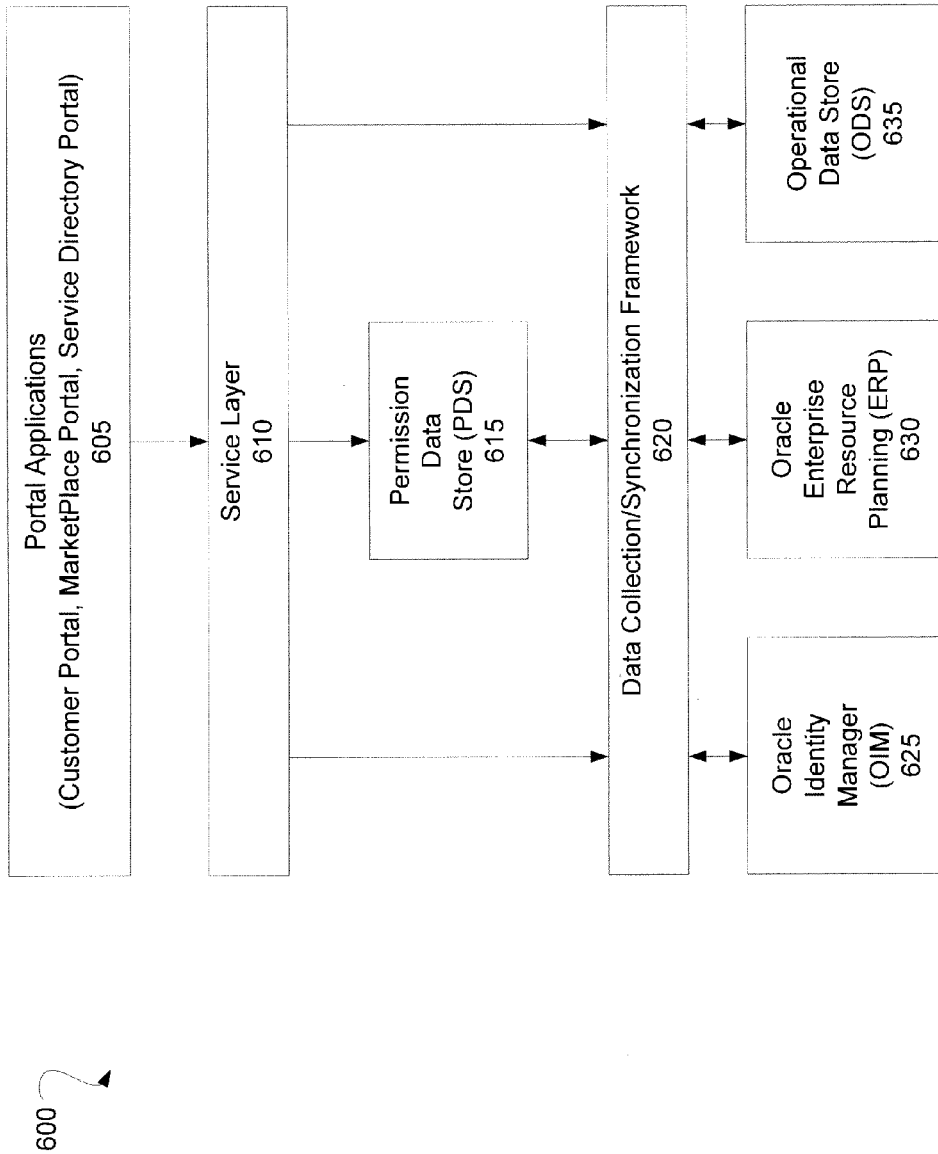 600
Portal Applications
(Customer Portal, MarketPlace Portal, Service Directory Portal)
605
Service Layer
610
Permission
Data
Store (PDS)
615
Data Collection/Synchronization Framework
620
Oracle
Identity
Manager
(OIM)
625
Oracle
Enterprise
Resource
Planning (ERP)
630
Operational
Data Store
(ODS)
635